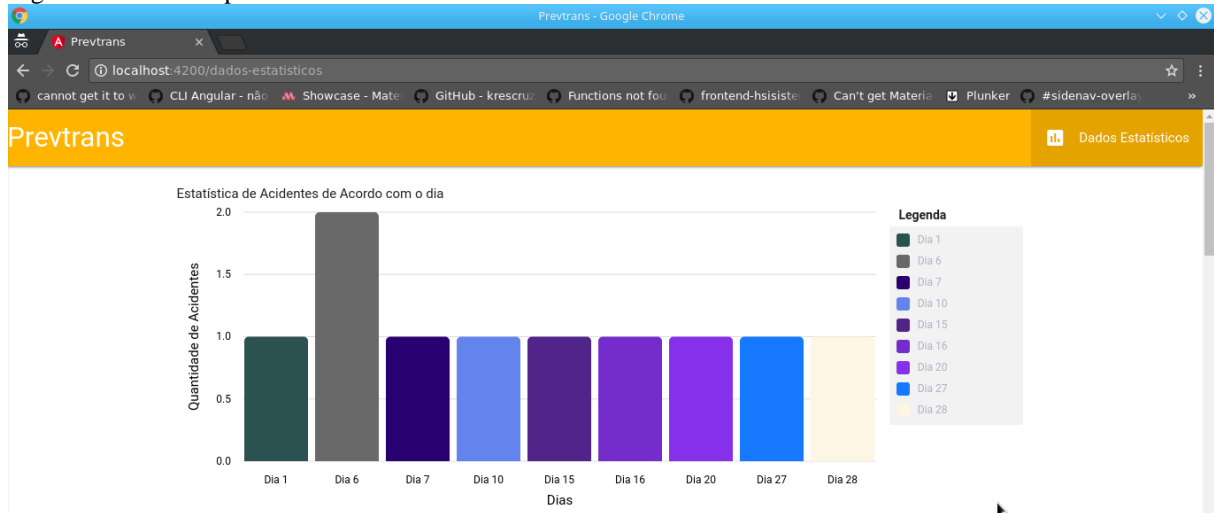 Prevtrans - Google Chrome
Prevtrans
localhost:4200/dados-estatisticos
cannot get it to w CLI Angular - não Showcase - Mate GitHub - krescruz Functions not fou frontend-hsisiste Can't get Materia Plunker #sidenav-overlay »
Prevtrans
Dados Estatísticos
Estatística de Acidentes de Acordo com o dia
2.0
1.5
1.0
0.5
0.0
Quantidade de Acidentes
Dia 1 Dia 6 Dia 7 Dia 10 Dia 15 Dia 16 Dia 20 Dia 27 Dia 28
Dias
Legenda
Dia 1
Dia 6
Dia 7
Dia 10
Dia 15
Dia 16
Dia 20
Dia 27
Dia 28